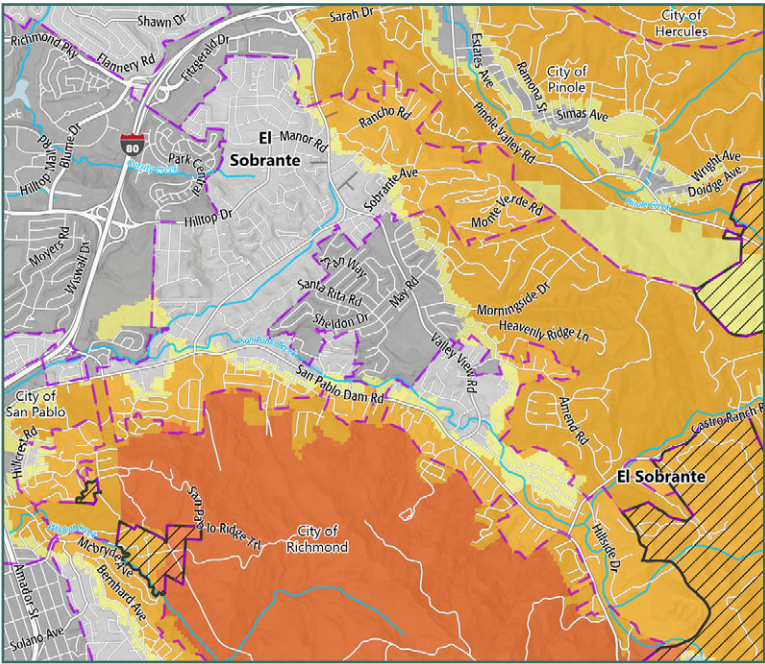 Shawn Dr
Sarah Dr
City of
Hercules
Richmond Pky
Flannery Rd
Fitzgerald Dr
Estates Ave
Ramona St
City of
Pinole
Simas Ave
Rancho Rd
Pinole Valley Rd
Blume Dr
Hilltop Mall Rd
80
El
Sobrante
Manor Rd
Park Central
Wright Ave
Doidge Ave
Sobrante Ave
Pinole Creek
Hilltop Dr
Monte Verde Rd
Moyers Rd
Wiswall Dr
Santa Rita Rd
May Rd
Sheldon Dr
Morningside Dr
Heavenly Ridge Ln
Valley View Rd
City of
San Pablo
San Pablo Dam Rd
Amend Rd
Castro Ranch R
Hillcrest Rd
El Sobrante
San Pablo Ridge Trl
City of
Richmond
Hillside Dr
Mcbryde Ave
Bernhard Ave
Amador St
Solano Ave